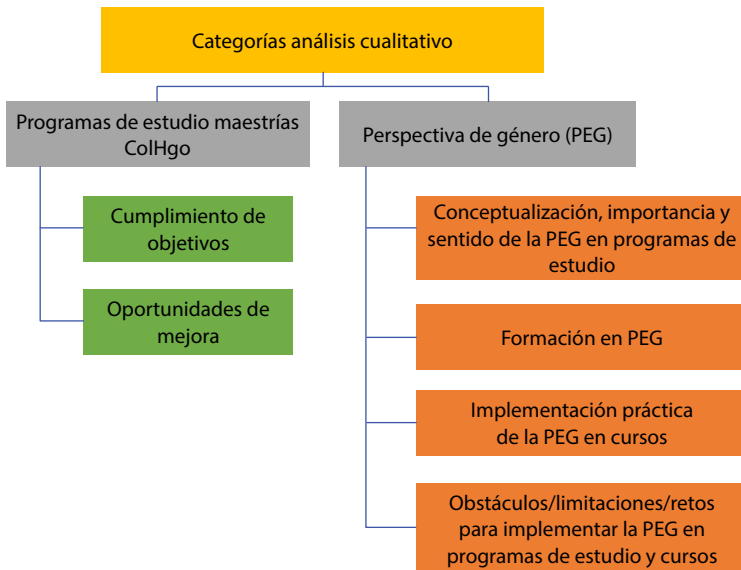 Categorías análisis cualitativo
Programas de estudio maestrías
ColHgo
Perspectiva de género (PEG)
Cumplimiento de
objetivos
Oportunidades de
mejora
Conceptualización, importancia y
sentido de la PEG en programas de
estudio
Formación en PEG
Implementación práctica
de la PEG en cursos
Obstáculos/limitaciones/retos
para implementar la PEG en
programas de estudio y cursos